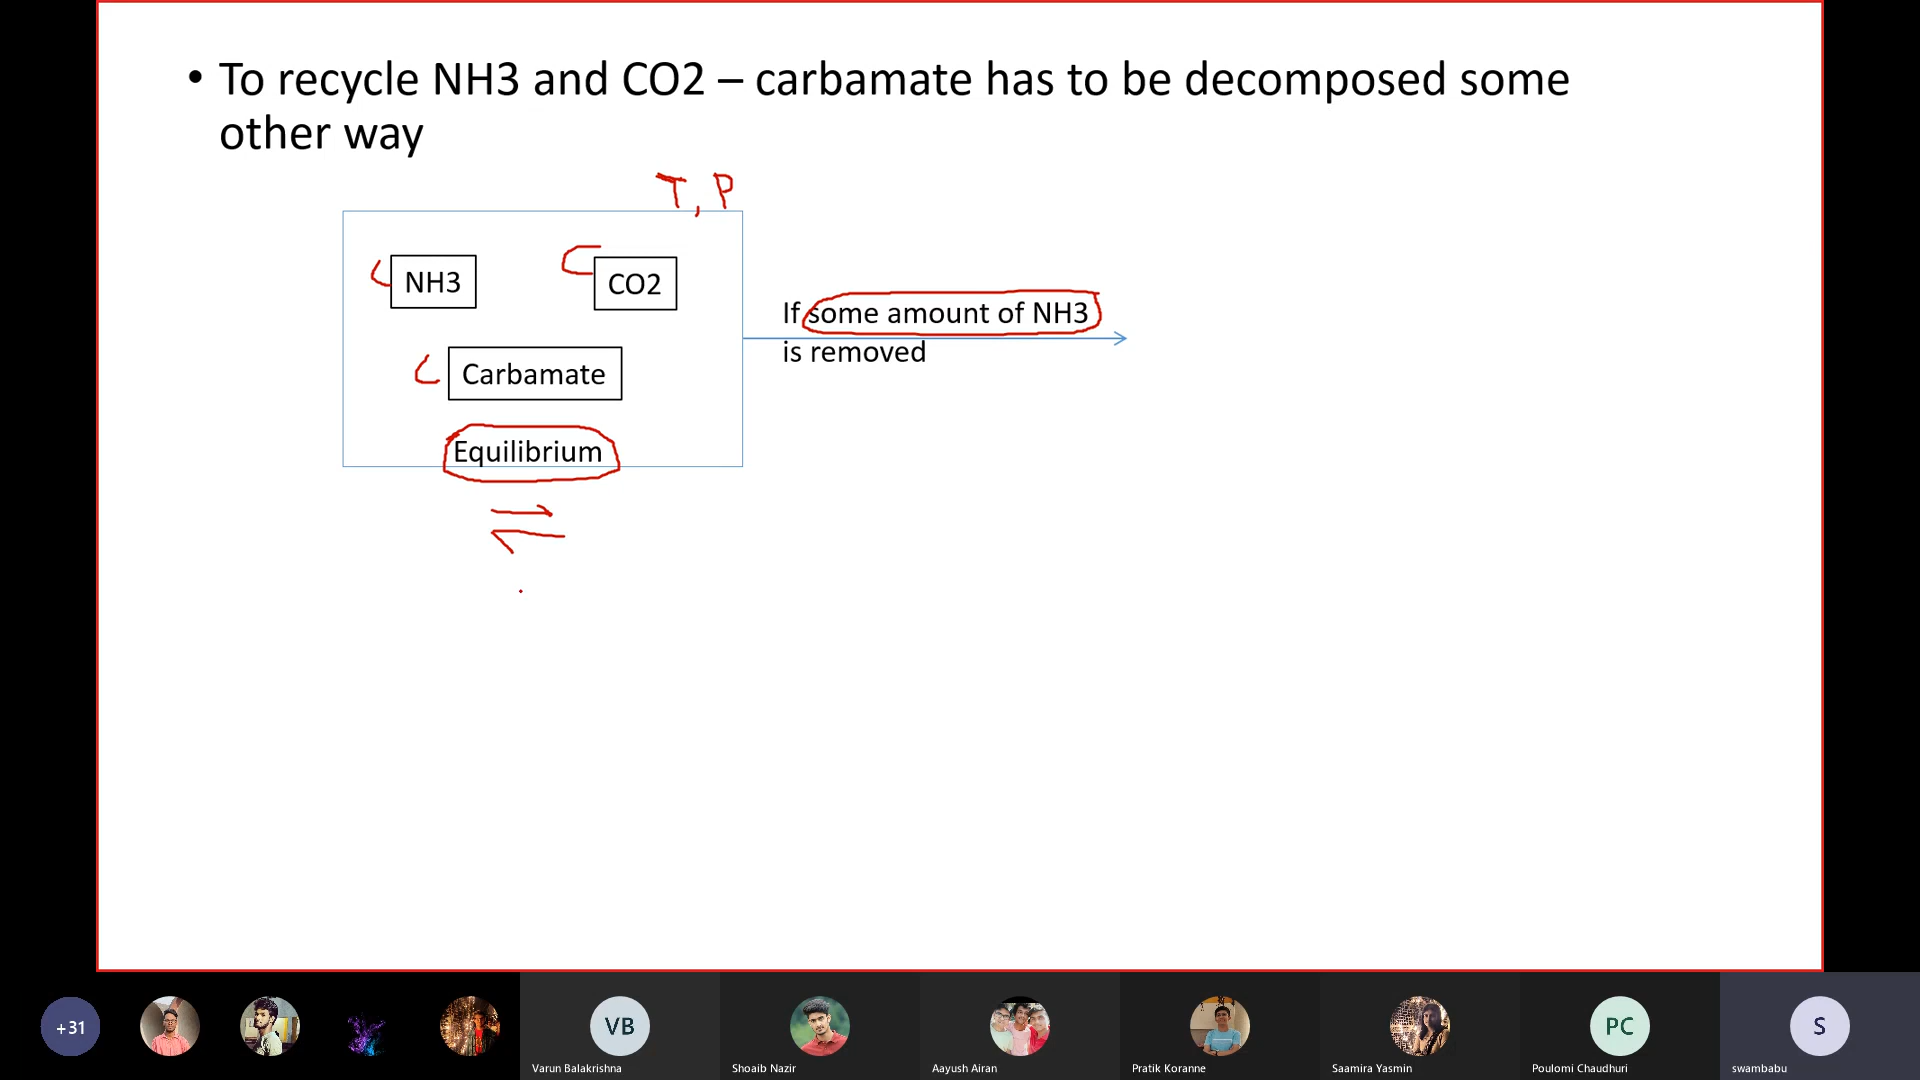 • To recycle NH3 and CO2 – carbamate has to be decomposed some
other way
T, P
NH3
CO2
If some amount of NH3
is removed
Carbamate
Equilibrium
+31
VB
PC
S
Varun Balakrishna
Shoaib Nazir
Aayush Airan
Pratik Koranne
Saamira Yasmin
Poulomi Chaudhuri
swambabu